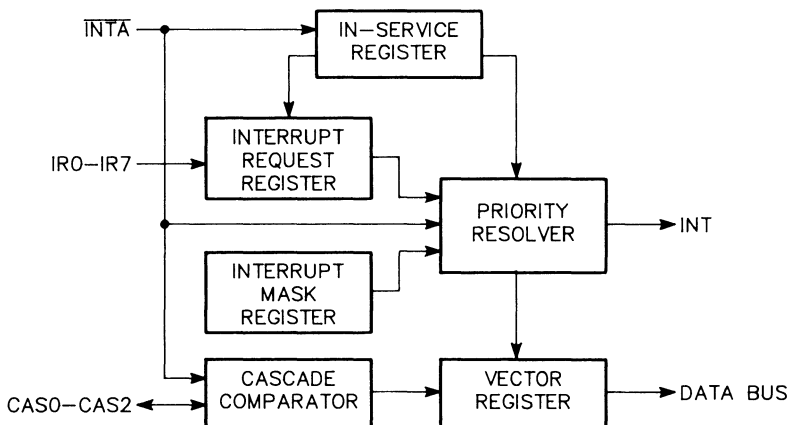 INTA
IN–SERVICE
REGISTER
IR0–IR7
INTERRUPT
REQUEST
REGISTER
PRIORITY
RESOLVER
INT
INTERRUPT
MASK
REGISTER
CAS0–CAS2
CASCADE
COMPARATOR
VECTOR
REGISTER
DATA BUS